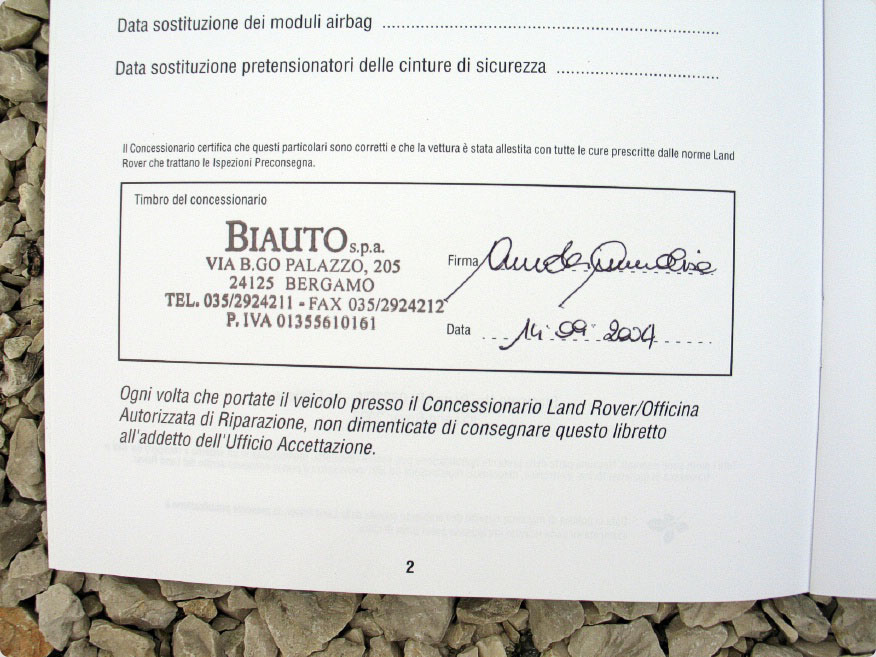 Data sostituzione dei moduli airbag
Data sostituzione pretensionatori delle cinture di sicurezza
Il Concessionario certifica che questi particolari sono corretti e che la vettura è stata allestita con tutte le cure prescritte dalle norme Land
Rover che trattano le Ispezioni Preconsegna.
Timbro del concessionario
BIAUTO s.p.a.
VIA B.GO PALAZZO, 205
24125 BERGAMO
TEL. 035/2924211 - FAX 035/2924212
P. IVA 01355610161
Firma
Data 14.09.2004
Ogni volta che portate il veicolo presso il Concessionario Land Rover/Officina
Autorizzata di Riparazione, non dimenticate di consegnare questo libretto
all'addetto dell'Ufficio Accettazione.
2